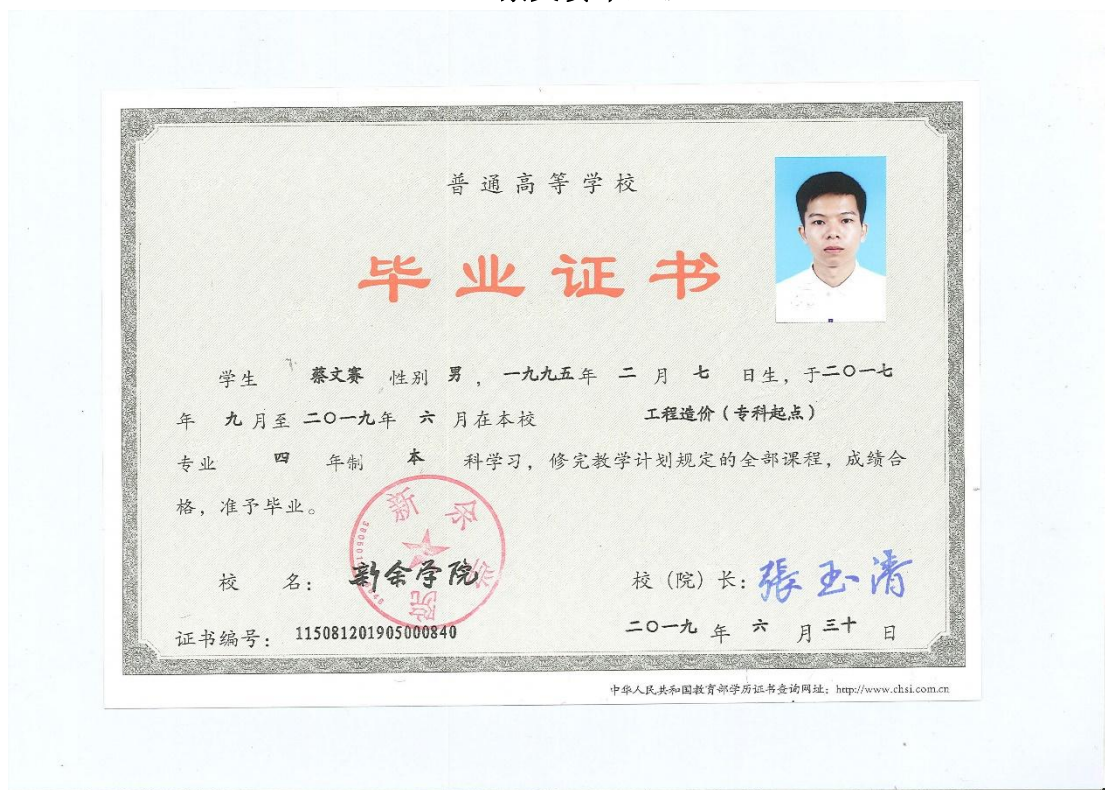 普通高等学校
毕业证书
学生 蔡文赛 性别 男 ， 一九九五年 二 月 七 日生，于二〇一七
年 九 月至 二〇一九年 六 月在本校 工程造价（专科起点）
专业 四 年制 本 科学习，修完教学计划规定的全部课程，成绩合
格，准予毕业。
校 名： 新余学院
新余学院
校（院）长：張玉清
证书编号：115081201905000840
二〇一九 年 六 月 三十 日
中华人民共和国教育部学历证书查询网址：http://www.chsi.com.cn